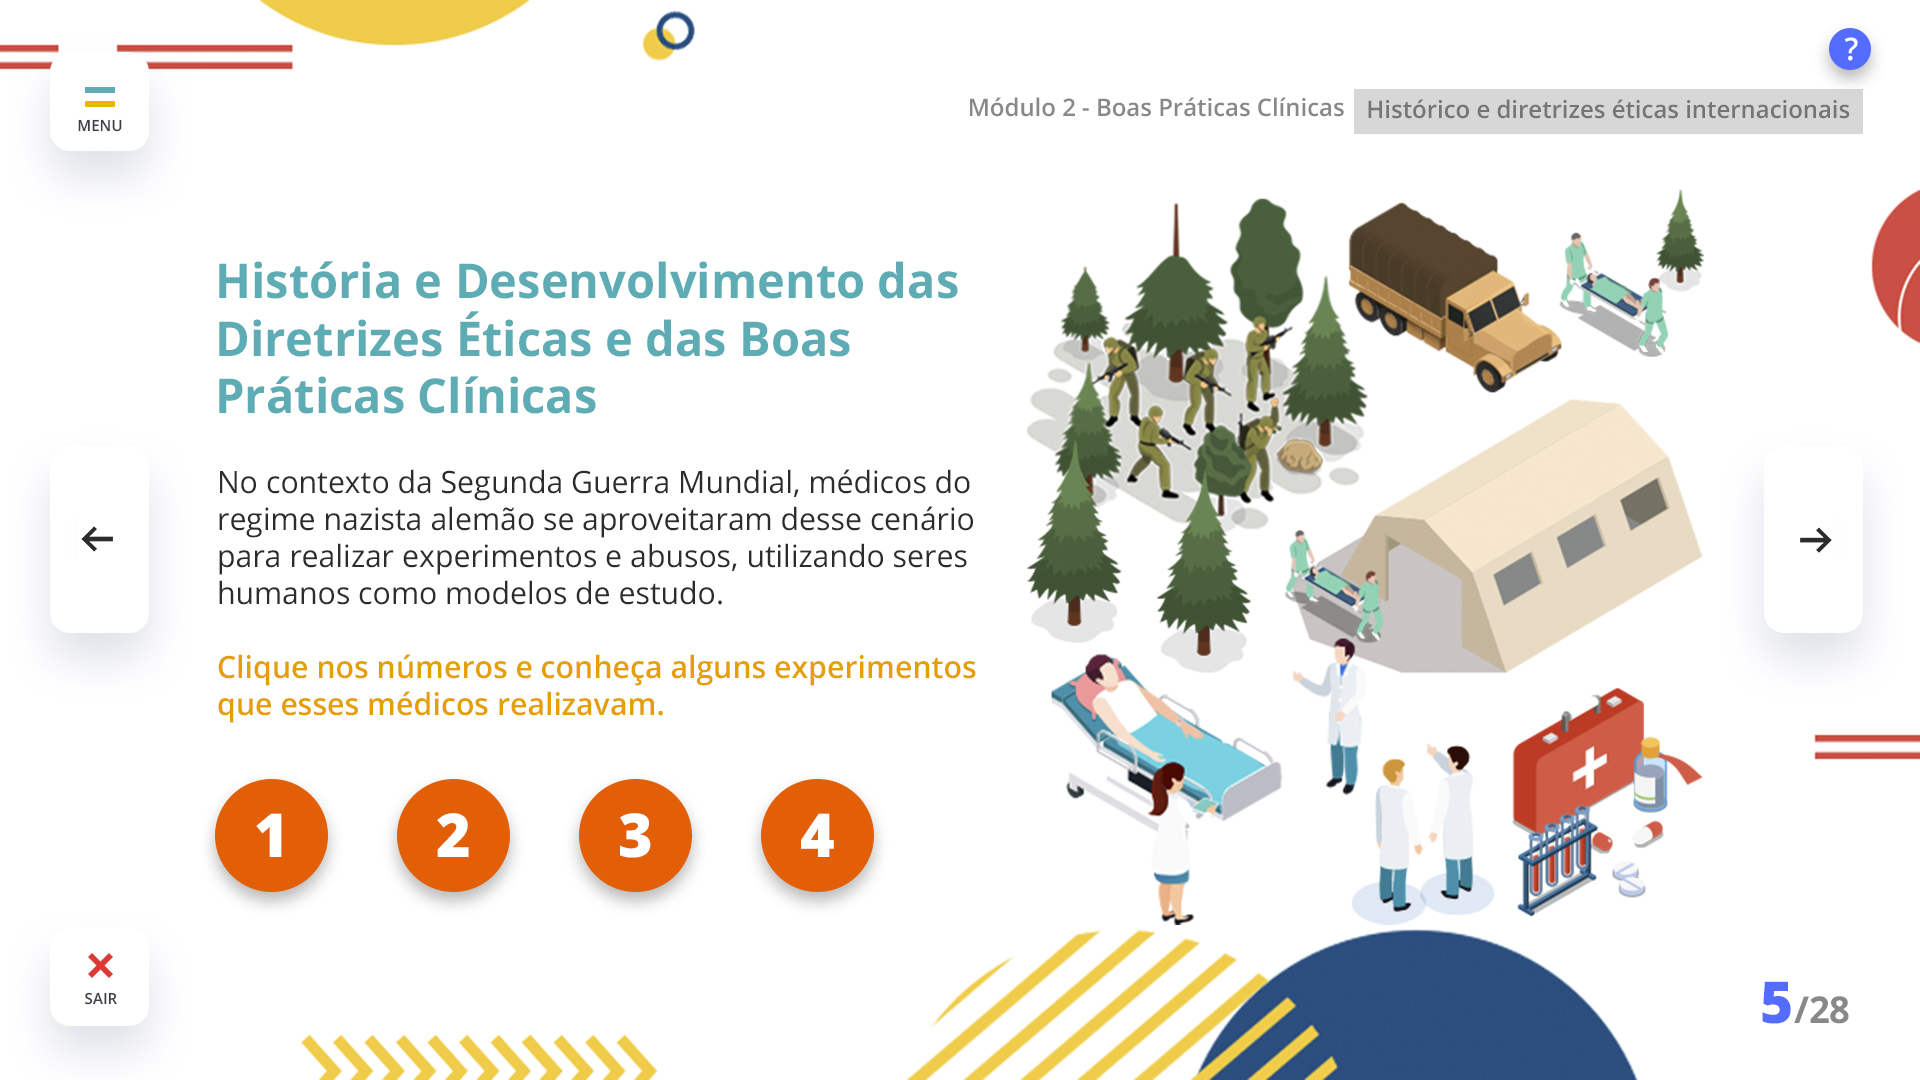 ?
MENU
Módulo 2 - Boas Práticas Clínicas
Histórico e diretrizes éticas internacionais
História e Desenvolvimento das
Diretrizes Éticas e das Boas
Práticas Clínicas
No contexto da Segunda Guerra Mundial, médicos do
regime nazista alemão se aproveitaram desse cenário
para realizar experimentos e abusos, utilizando seres
humanos como modelos de estudo.
Clique nos números e conheça alguns experimentos
que esses médicos realizavam.
1 2 3 4
SAIR
5/28